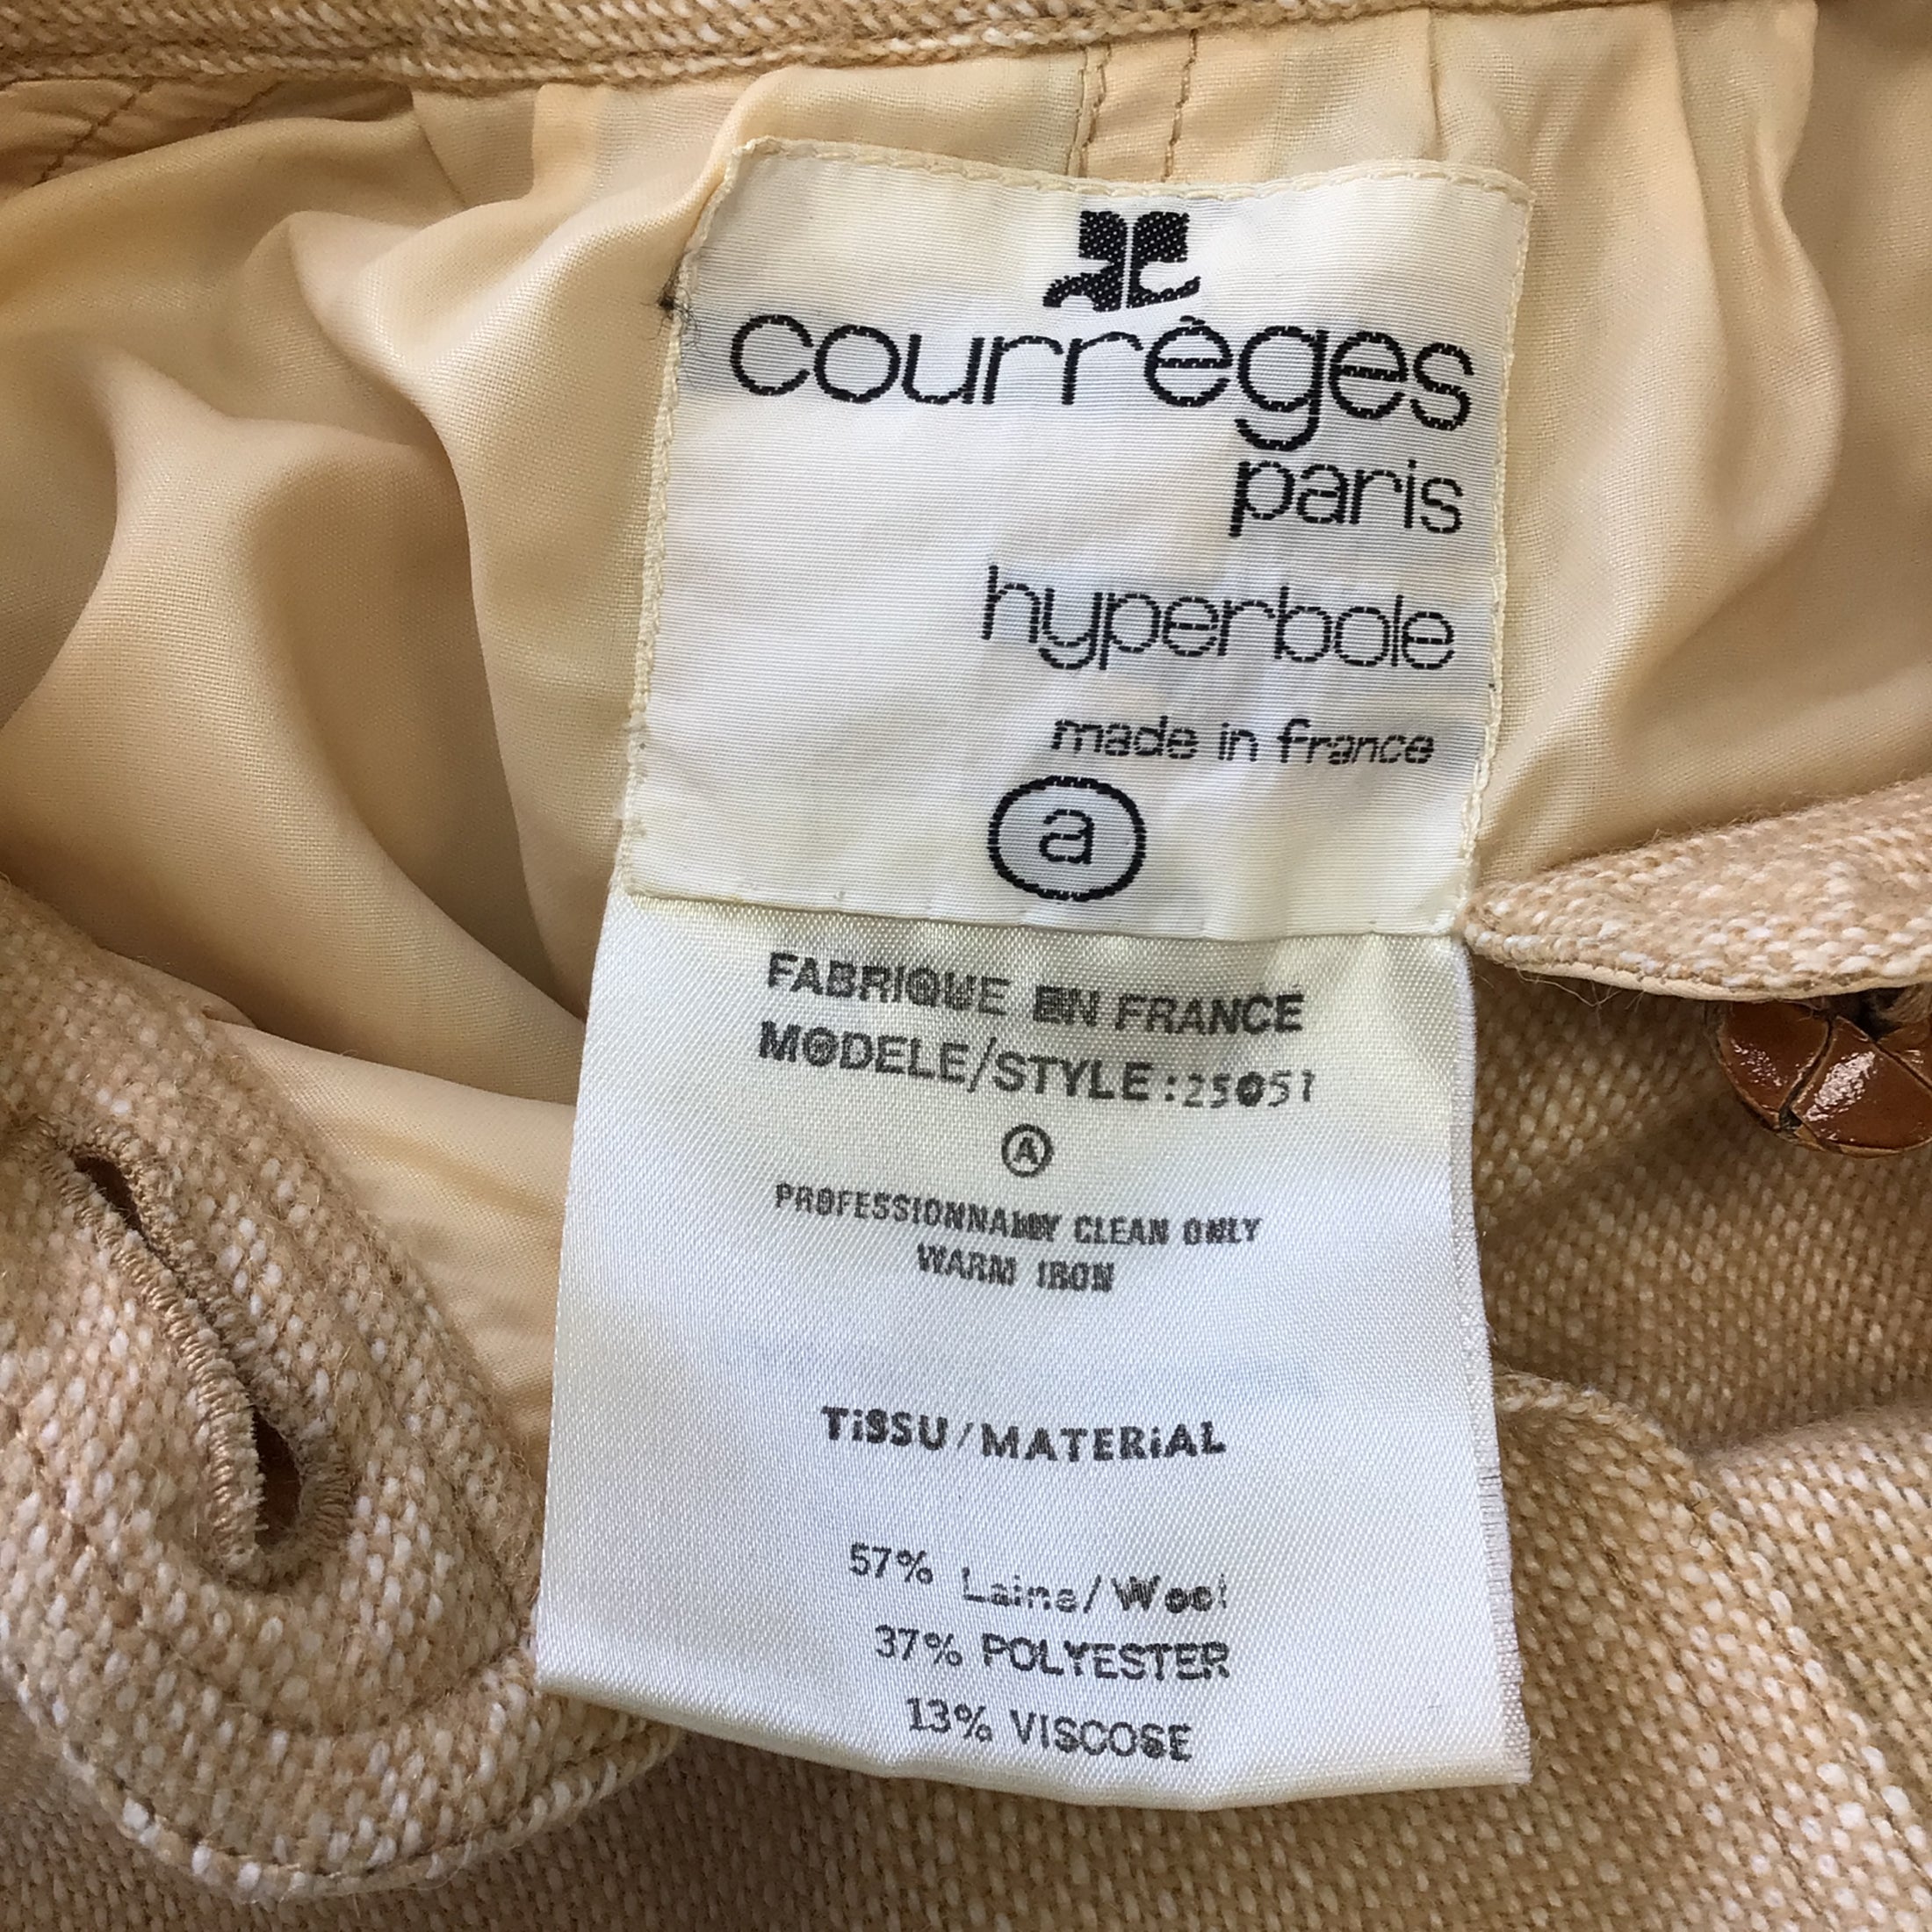 courrèges
paris
hyperbole
made in france
a
FABRIQUE EN FRANCE
MODELE/STYLE:25051
A
PROFESSIONNALLY CLEAN ONLY
WARM IRON
TiSSU/MATERiAL
57% Laine/Wool
37% POLYESTER
13% VISCOSE